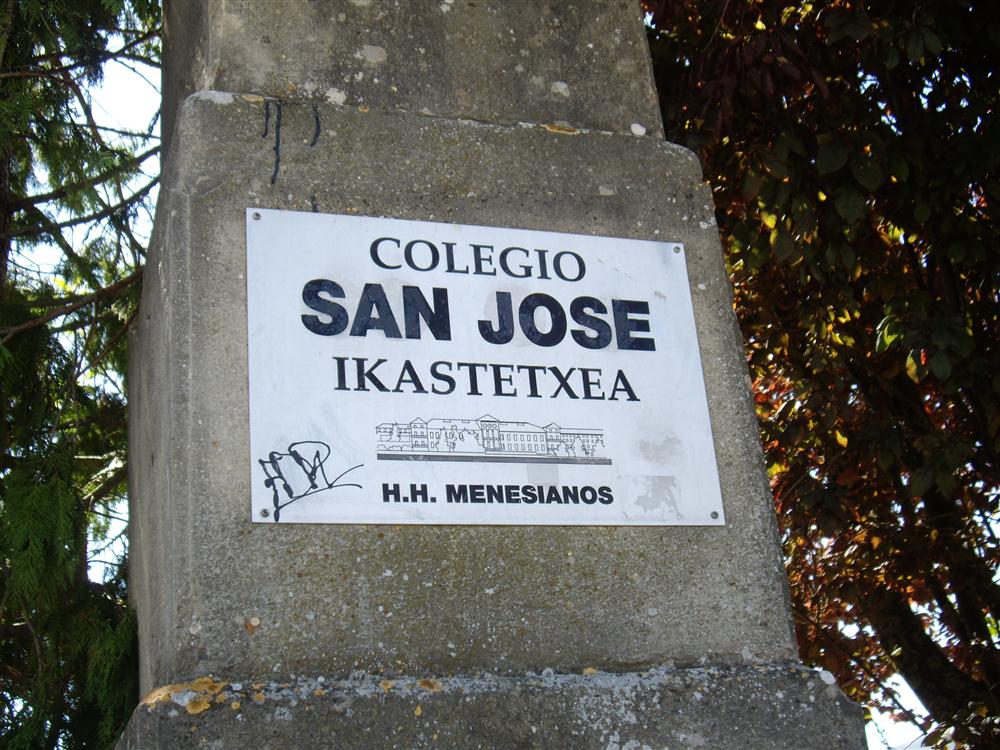 COLEGIO
SAN JOSE
IKASTETXEA
H.H. MENESIANOS